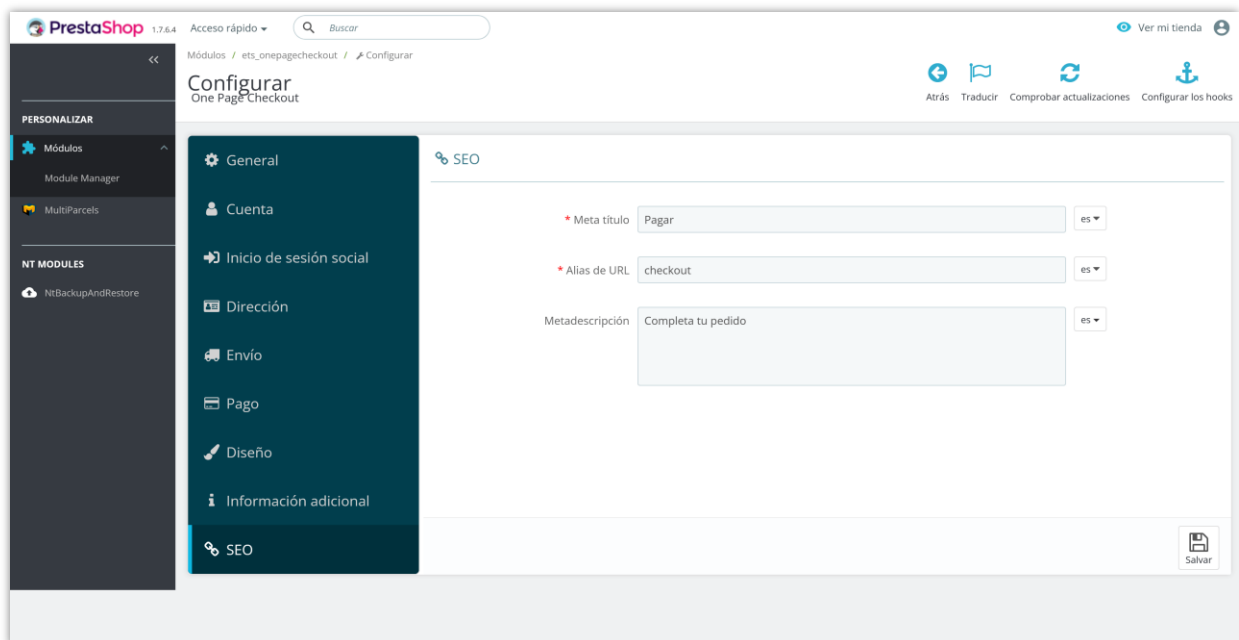 PrestaShop 1.7.6.4 Acceso rápido Buscar Ver mi tienda
Módulos / ets_onepagecheckout / Configurar
Configurar
One Page Checkout
Atrás Traducir Comprobar actualizaciones Configurar los hooks
PERSONALIZAR
Módulos
Module Manager
MultiParcels
NT MODULES
NtBackupAndRestore
General
Cuenta
Inicio de sesión social
Dirección
Envío
Pago
Diseño
Información adicional
SEO
SEO
* Meta título Pagar es
* Alias de URL checkout es
Metadescripción Completa tu pedido es
Salvar